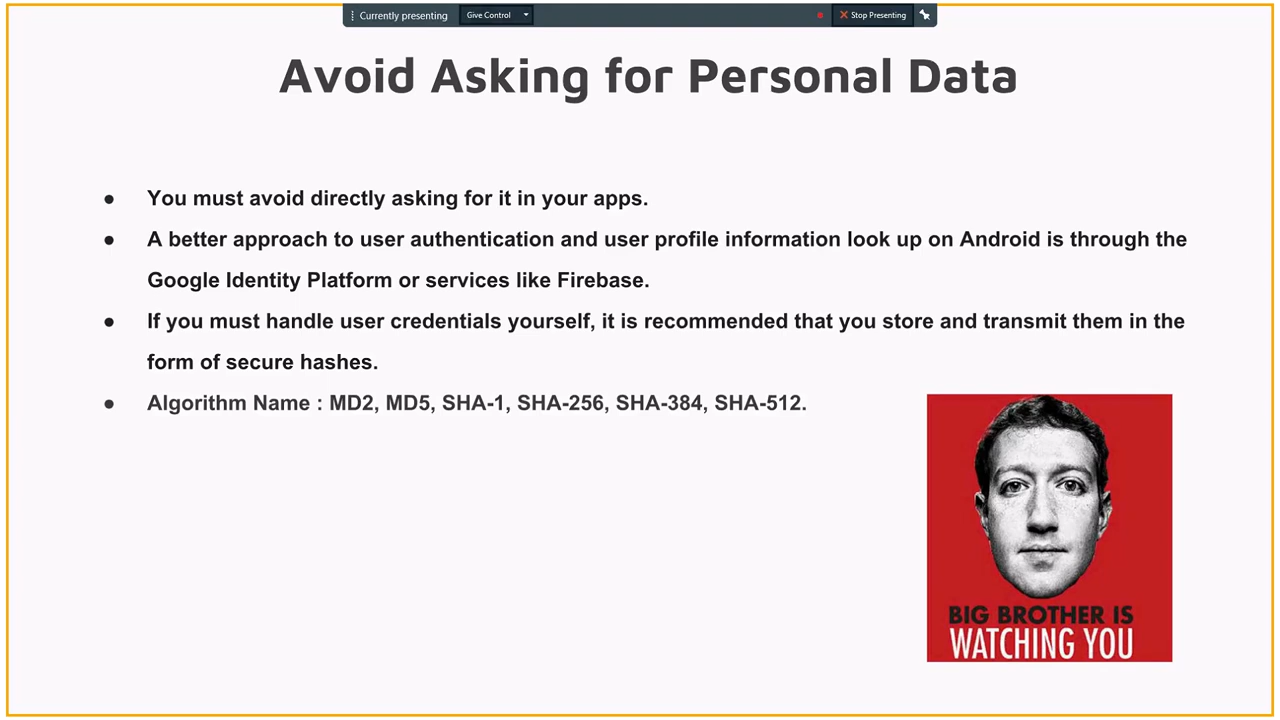 Currently presenting
Give Control
Stop Presenting
Avoid Asking for Personal Data
● You must avoid directly asking for it in your apps.
● A better approach to user authentication and user profile information look up on Android is through the
Google Identity Platform or services like Firebase.
● If you must handle user credentials yourself, it is recommended that you store and transmit them in the
form of secure hashes.
● Algorithm Name : MD2, MD5, SHA-1, SHA-256, SHA-384, SHA-512.
BIG BROTHER IS
WATCHING YOU